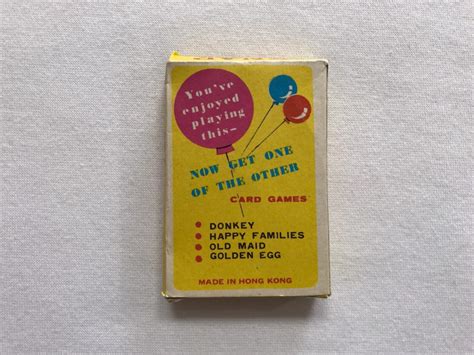 You've
enjoyed
playing
this—
NOW GET ONE
OF THE OTHER
CARD GAMES
DONKEY
HAPPY FAMILIES
OLD MAID
GOLDEN EGG
MADE IN HONG KONG